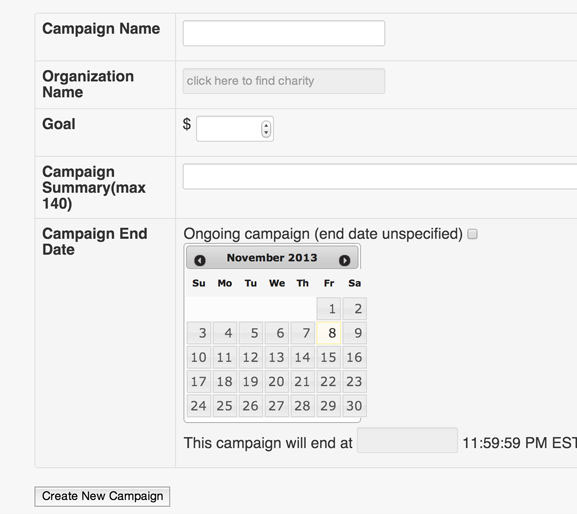 Campaign Name
Organization
Name
click here to find charity
Goal
$
Campaign
Summary(max
140)
Campaign End
Date
Ongoing campaign (end date unspecified)
November 2013
Su Mo Tu We Th Fr Sa
1 2
3 4 5 6 7 8 9
10 11 12 13 14 15 16
17 18 19 20 21 22 23
24 25 26 27 28 29 30
This campaign will end at 11:59:59 PM EST
Create New Campaign